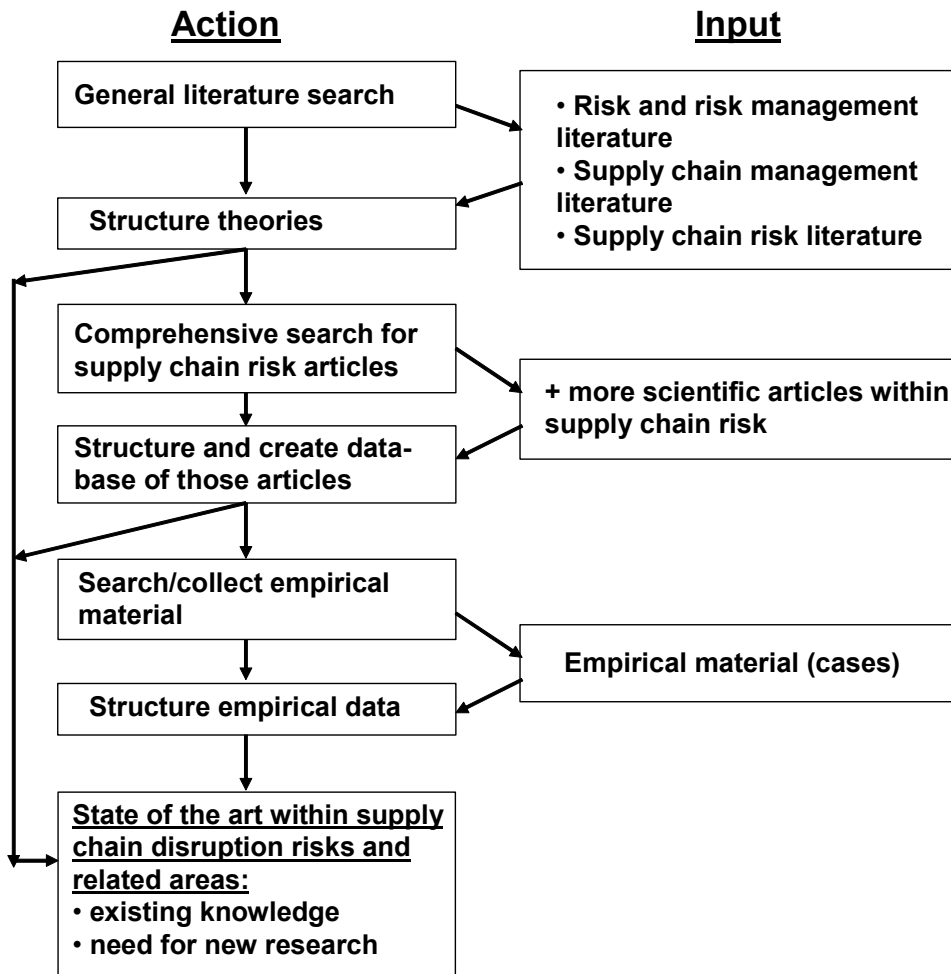 Action
Input
General literature search
• Risk and risk management
literature
• Supply chain management
literature
• Supply chain risk literature
Structure theories
Comprehensive search for
supply chain risk articles
+ more scientific articles within
supply chain risk
Structure and create data-
base of those articles
Search/collect empirical
material
Empirical material (cases)
Structure empirical data
State of the art within supply
chain disruption risks and
related areas:
• existing knowledge
• need for new research